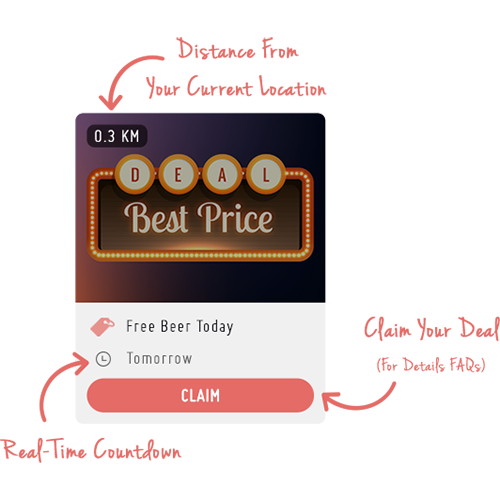 Distance From
Your Current Location
0.3 KM
DEAL
Best Price
Free Beer Today
Tomorrow
CLAIM
Claim Your Deal
(For Details FAQs)
Real-Time Countdown